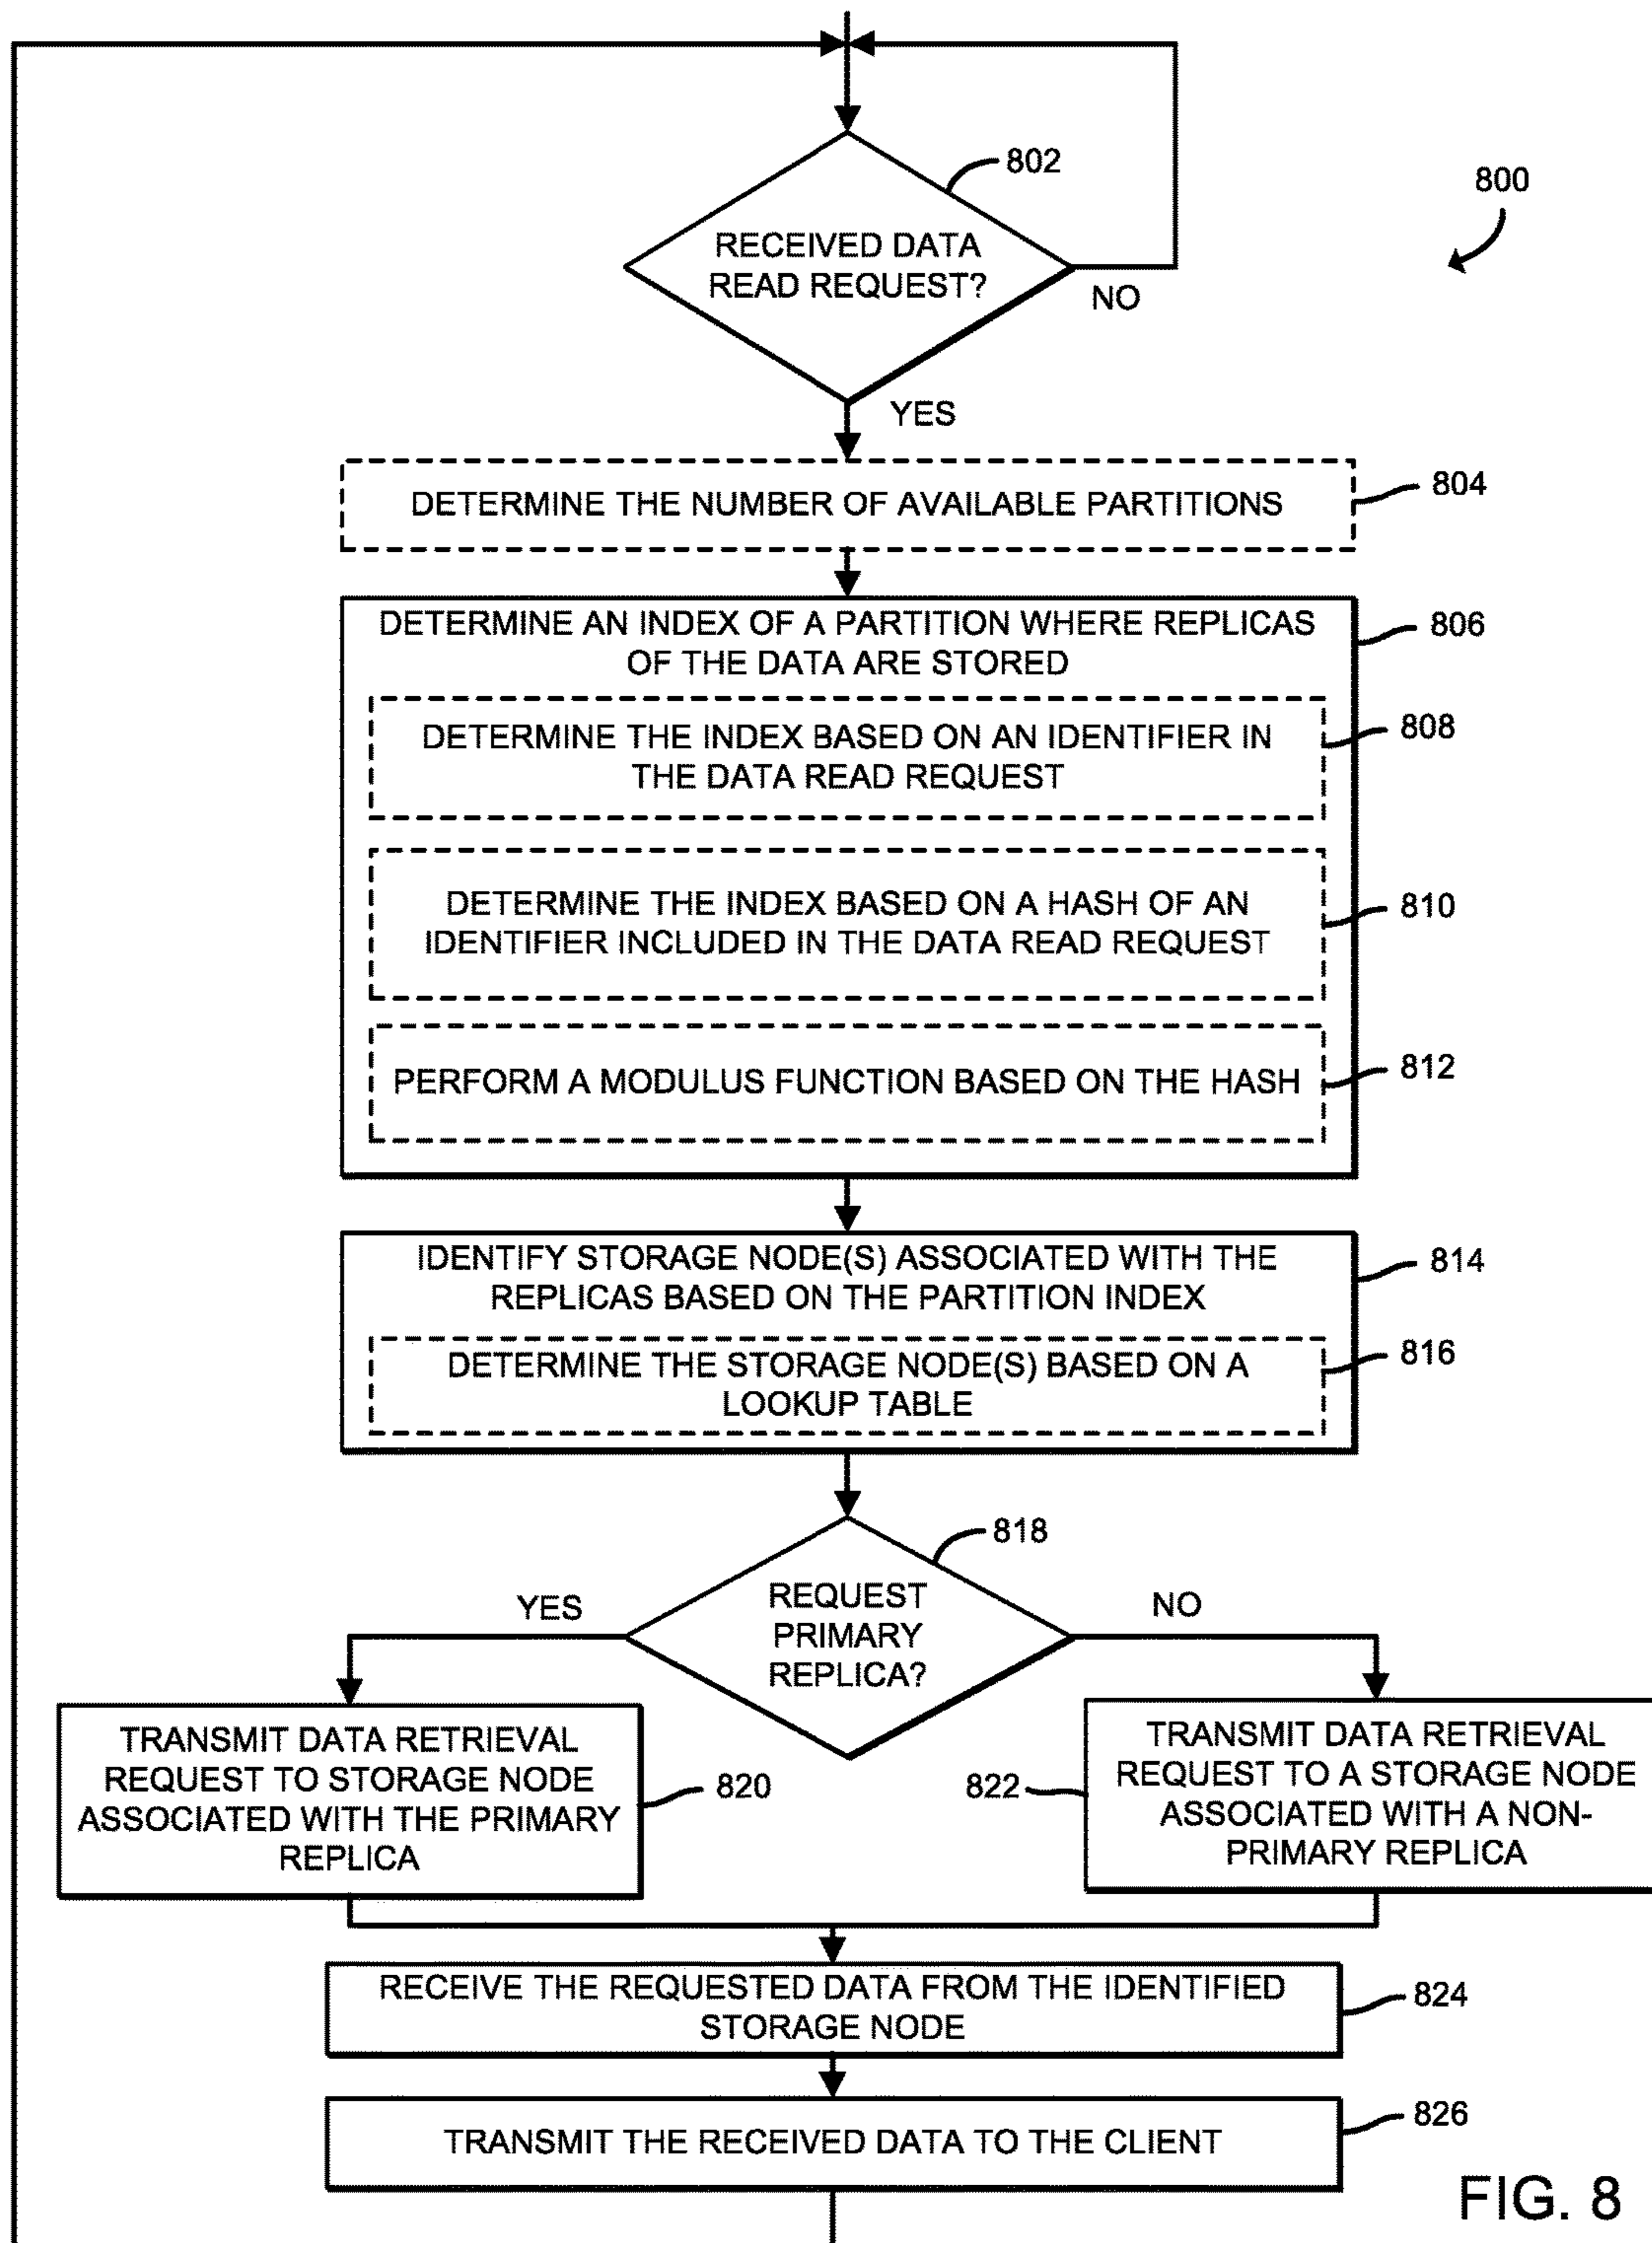 802
800
RECEIVED DATA
READ REQUEST?
NO
YES
DETERMINE THE NUMBER OF AVAILABLE PARTITIONS
804
DETERMINE AN INDEX OF A PARTITION WHERE REPLICAS
OF THE DATA ARE STORED
806
DETERMINE THE INDEX BASED ON AN IDENTIFIER IN
THE DATA READ REQUEST
808
DETERMINE THE INDEX BASED ON A HASH OF AN
IDENTIFIER INCLUDED IN THE DATA READ REQUEST
810
PERFORM A MODULUS FUNCTION BASED ON THE HASH
812
IDENTIFY STORAGE NODE(S) ASSOCIATED WITH THE
REPLICAS BASED ON THE PARTITION INDEX
814
DETERMINE THE STORAGE NODE(S) BASED ON A
LOOKUP TABLE
816
818
REQUEST
PRIMARY
REPLICA?
YES
NO
TRANSMIT DATA RETRIEVAL
REQUEST TO STORAGE NODE
ASSOCIATED WITH THE PRIMARY
REPLICA
820
822
TRANSMIT DATA RETRIEVAL
REQUEST TO A STORAGE NODE
ASSOCIATED WITH A NON-
PRIMARY REPLICA
RECEIVE THE REQUESTED DATA FROM THE IDENTIFIED
STORAGE NODE
824
TRANSMIT THE RECEIVED DATA TO THE CLIENT
826
FIG. 8